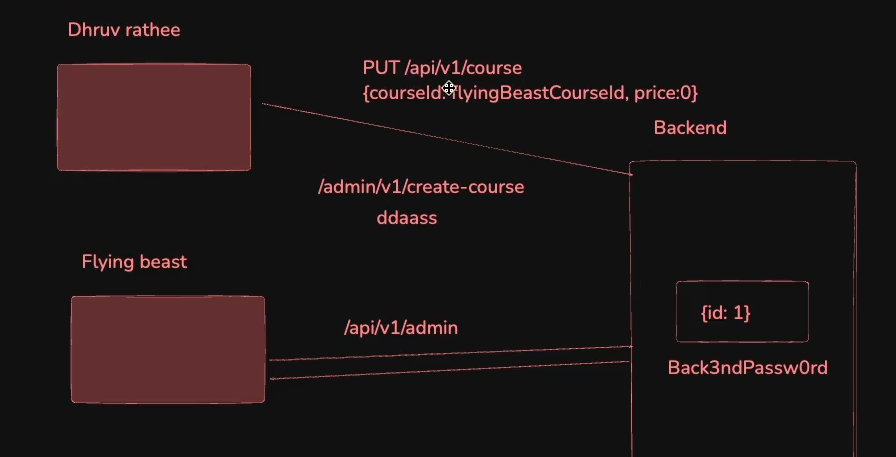 Dhruv rathee
PUT /api/v1/course
{courseId: flyingBeastCourseId, price:0}
Backend
/admin/v1/create-course
ddaass
Flying beast
{id: 1}
/api/v1/admin
Back3ndPassw0rd